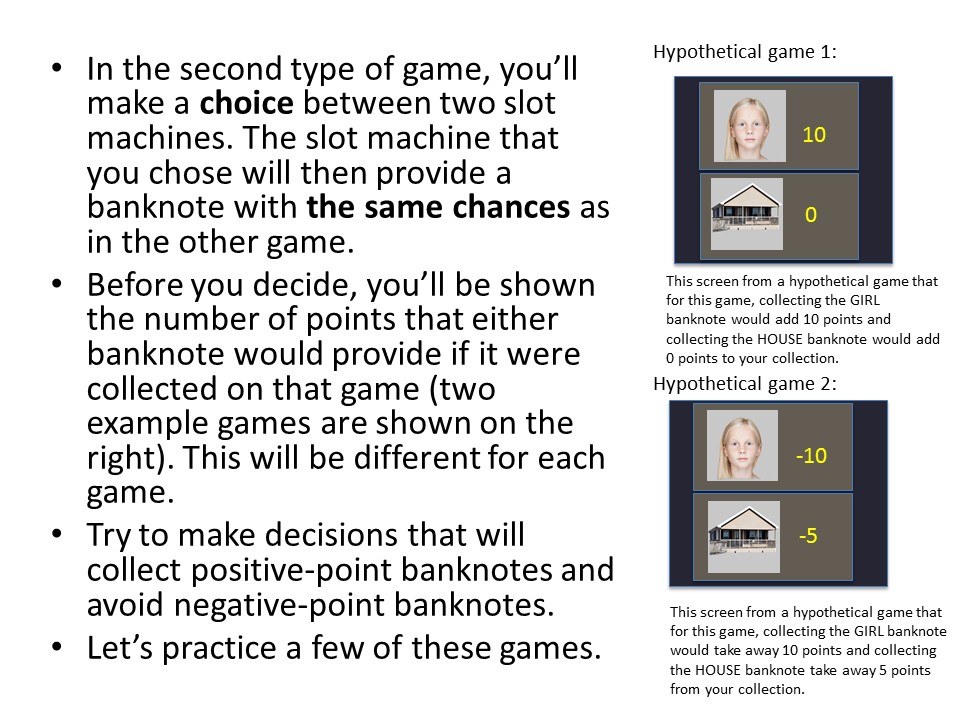 • In the second type of game, you’ll
make a choice between two slot
machines. The slot machine that
you chose will then provide a
banknote with the same chances as
in the other game.
• Before you decide, you’ll be shown
the number of points that either
banknote would provide if it were
collected on that game (two
example games are shown on the
right). This will be different for each
game.
• Try to make decisions that will
collect positive-point banknotes and
avoid negative-point banknotes.
• Let’s practice a few of these games.
Hypothetical game 1:
10
0
This screen from a hypothetical game that
for this game, collecting the GIRL
banknote would add 10 points and
collecting the HOUSE banknote would add
0 points to your collection.
Hypothetical game 2:
-10
-5
This screen from a hypothetical game that
for this game, collecting the GIRL banknote
would take away 10 points and collecting
the HOUSE banknote take away 5 points
from your collection.